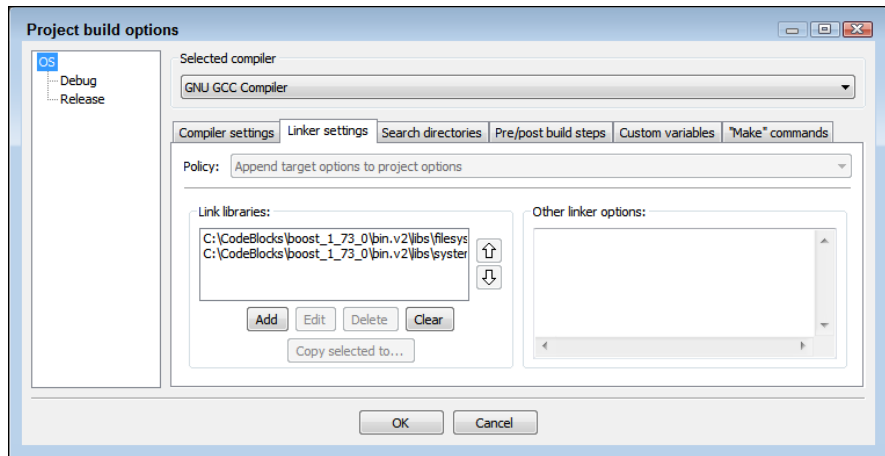 Project build options
OS
Debug
Release
Selected compiler
GNU GCC Compiler
Compiler settings Linker settings Search directories Pre/post build steps Custom variables "Make" commands
Policy: Append target options to project options
Link libraries:
C:\CodeBlocks\boost_1_73_0\bin.v2\libs\filesys
C:\CodeBlocks\boost_1_73_0\bin.v2\libs\system
Add Edit Delete Clear
Copy selected to...
Other linker options:
OK Cancel